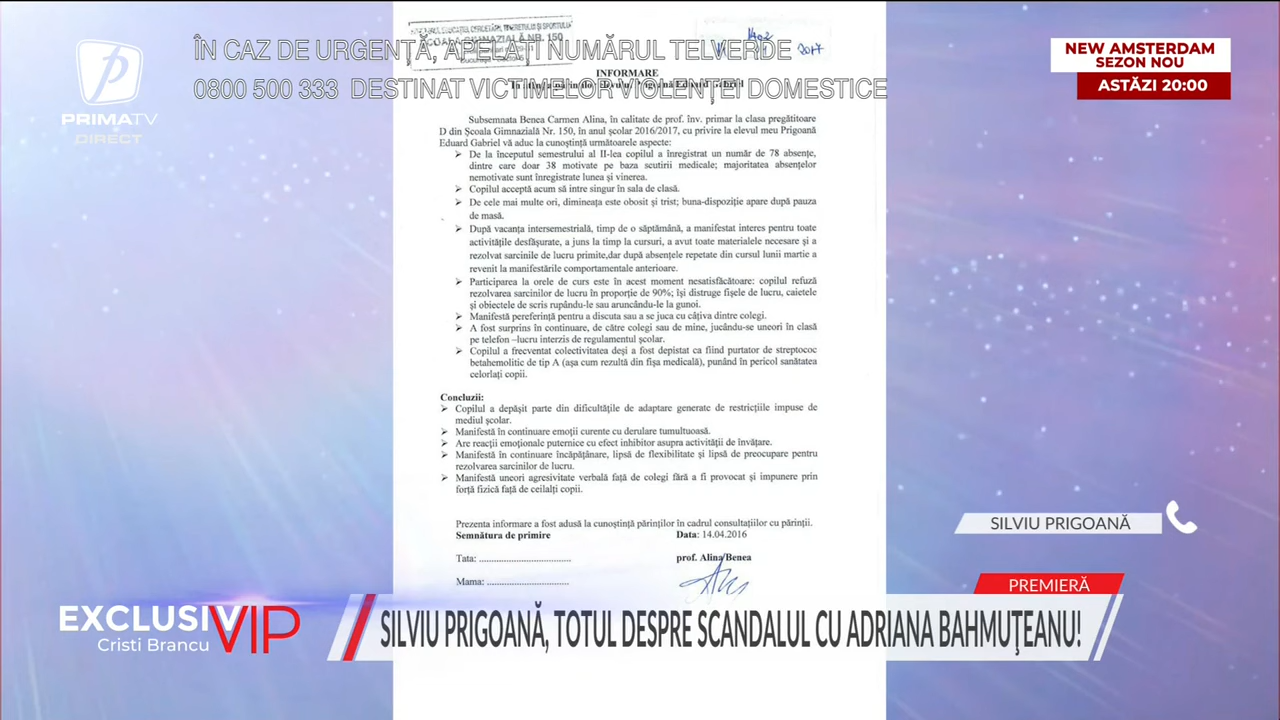 ÎN CAZ DE URGENȚĂ, APELAȚI NUMĂRUL TELVERDE
0800 500 333 DESTINAT VICTIMELOR VIOLENȚEI DOMESTICE
PRIMATV
DIRECT
NEW AMSTERDAM
SEZON NOU
ASTĂZI 20:00
ȘCOALA GIMNAZIALĂ NR. 150
2017
INFORMARE
Subsemnata Benea Carmen Alina, în calitate de prof. înv. primar la clasa pregătitoare
D din Școala Gimnazială Nr. 150, în anul școlar 2016/2017, cu privire la elevul meu Prigoană
Eduard Gabriel vă aduc la cunoștință următoarele aspecte:
➢ De la începutul semestrului al II-lea copilul a înregistrat un număr de 78 absențe,
dintre care doar 38 motivate pe baza scutirii medicale; majoritatea absențelor
nemotivate sunt înregistrate lunea și vinerea.
➢ Copilul acceptă acum să intre singur în sala de clasă.
➢ De cele mai multe ori, dimineața este obosit și trist; buna-dispoziție apare după pauza
de masă.
➢ După vacanța intersemestrială, timp de o săptămână, a manifestat interes pentru toate
activitățile desfășurate, a juns la timp la cursuri, a avut toate materialele necesare și a
rezolvat sarcinile de lucru primite,dar după absențele repetate din cursul lunii martie a
revenit la manifestările comportamentale anterioare.
➢ Participarea la orele de curs este în acest moment nesatisfăcătoare: copilul refuză
rezolvarea sarcinilor de lucru în proporție de 90%; își distruge fișele de lucru, caietele
și obiectele de scris rupându-le sau aruncându-le la gunoi.
➢ Manifestă pereferință pentru a discuta sau a se juca cu câțiva dintre colegi.
➢ A fost surprins în continuare, de către colegi sau de mine, jucându-se uneori în clasă
pe telefon –lucru interzis de regulamentul școlar.
➢ Copilul a frecventat colectivitatea deși a fost depistat ca fiind purtator de streptococ
betahemolitic de tip A (așa cum rezultă din fișa medicală), punând în pericol sanătatea
celorlați copii.
Concluzii:
➢ Copilul a depășit parte din dificultățile de adaptare generate de restricțiile impuse de
mediul școlar.
➢ Manifestă în continuare emoții curente cu derulare tumultuoasă.
➢ Are reacții emoționale puternice cu efect inhibitor asupra activității de învățare.
➢ Manifestă în continuare încăpățânare, lipsă de flexibilitate și lipsă de preocupare pentru
rezolvarea sarcinilor de lucru.
➢ Manifestă uneori agresivitate verbală față de colegi fără a fi provocat și impunere prin
forță fizică față de ceilalți copii.
Prezenta informare a fost adusă la cunoștință părinților în cadrul consultațiilor cu părinții.
Semnătura de primire Data: 14.04.2016
Tata: .................................. prof. Alina Benea
Mama: ..............................
SILVIU PRIGOANĂ
PREMIERĂ
EXCLUSIV VIP
Cristi Brancu
SILVIU PRIGOANĂ, TOTUL DESPRE SCANDALUL CU ADRIANA BAHMUŢEANU!